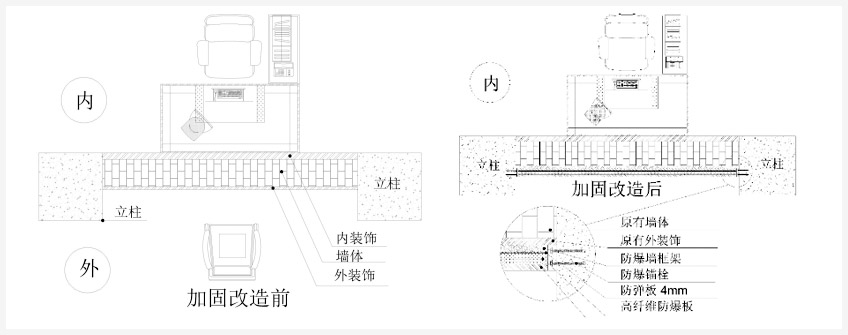 内
立柱
立柱
内装饰
墙体
外装饰
外
加固改造前
内
立柱
立柱
加固改造后
原有墙体
原有外装饰
防爆墙框架
防爆锚栓
防弹板 4mm
高纤维防爆板